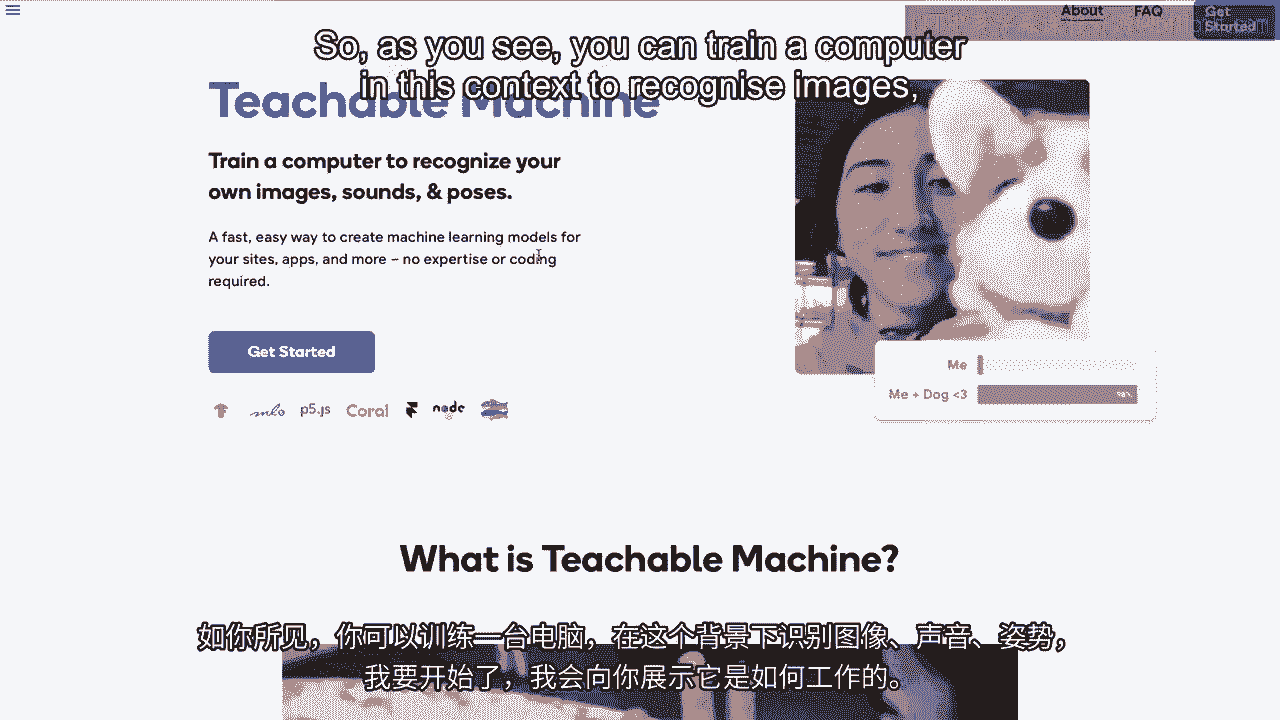 About
FAQ
Get
Started
So, as you see, you can train a computer
in this context to recognise images,
Teachable Machine
Train a computer to recognize your
own images, sounds, & poses.
A fast, easy way to create machine learning models for
your sites, apps, and more – no expertise or coding
required.
Get Started
p5.js
Coral
node
Me
Me + Dog <3
What is Teachable Machine?
如你所见，你可以训练一台电脑，在这个背景下识别图像、声音、姿势，
我要开始了，我会向你展示它是如何工作的。